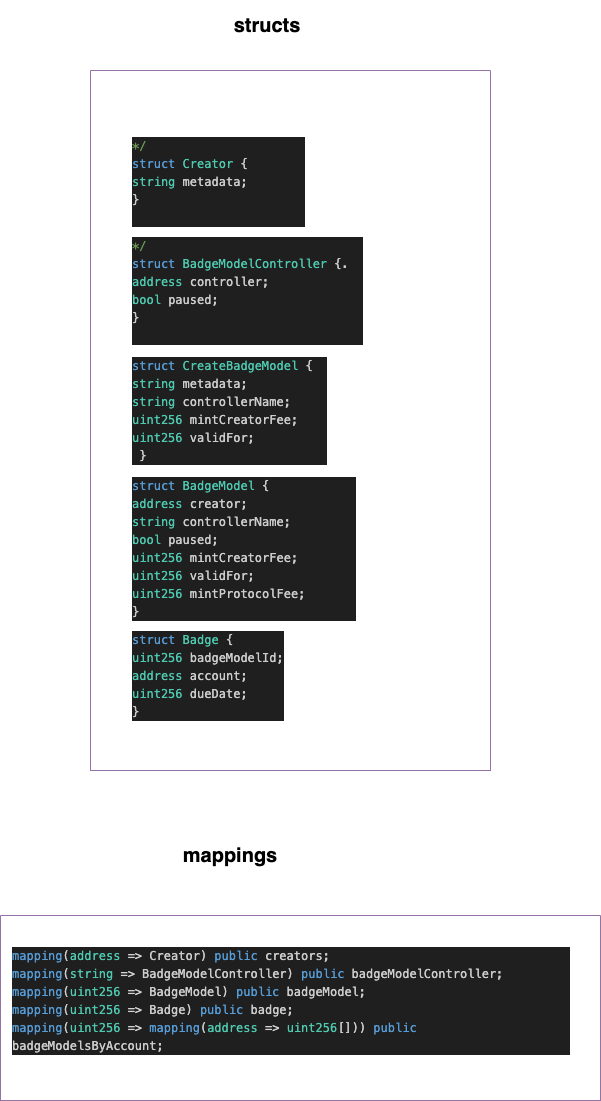 structs
*/
struct Creator {
string metadata;
}
*/
struct BadgeModelController {.
address controller;
bool paused;
}
struct CreateBadgeModel {
string metadata;
string controllerName;
uint256 mintCreatorFee;
uint256 validFor;
}
struct BadgeModel {
address creator;
string controllerName;
bool paused;
uint256 mintCreatorFee;
uint256 validFor;
uint256 mintProtocolFee;
}
struct Badge {
uint256 badgeModelId;
address account;
uint256 dueDate;
}
mappings
mapping(address => Creator) public creators;
mapping(string => BadgeModelController) public badgeModelController;
mapping(uint256 => BadgeModel) public badgeModel;
mapping(uint256 => Badge) public badge;
mapping(uint256 => mapping(address => uint256[])) public
badgeModelsByAccount;